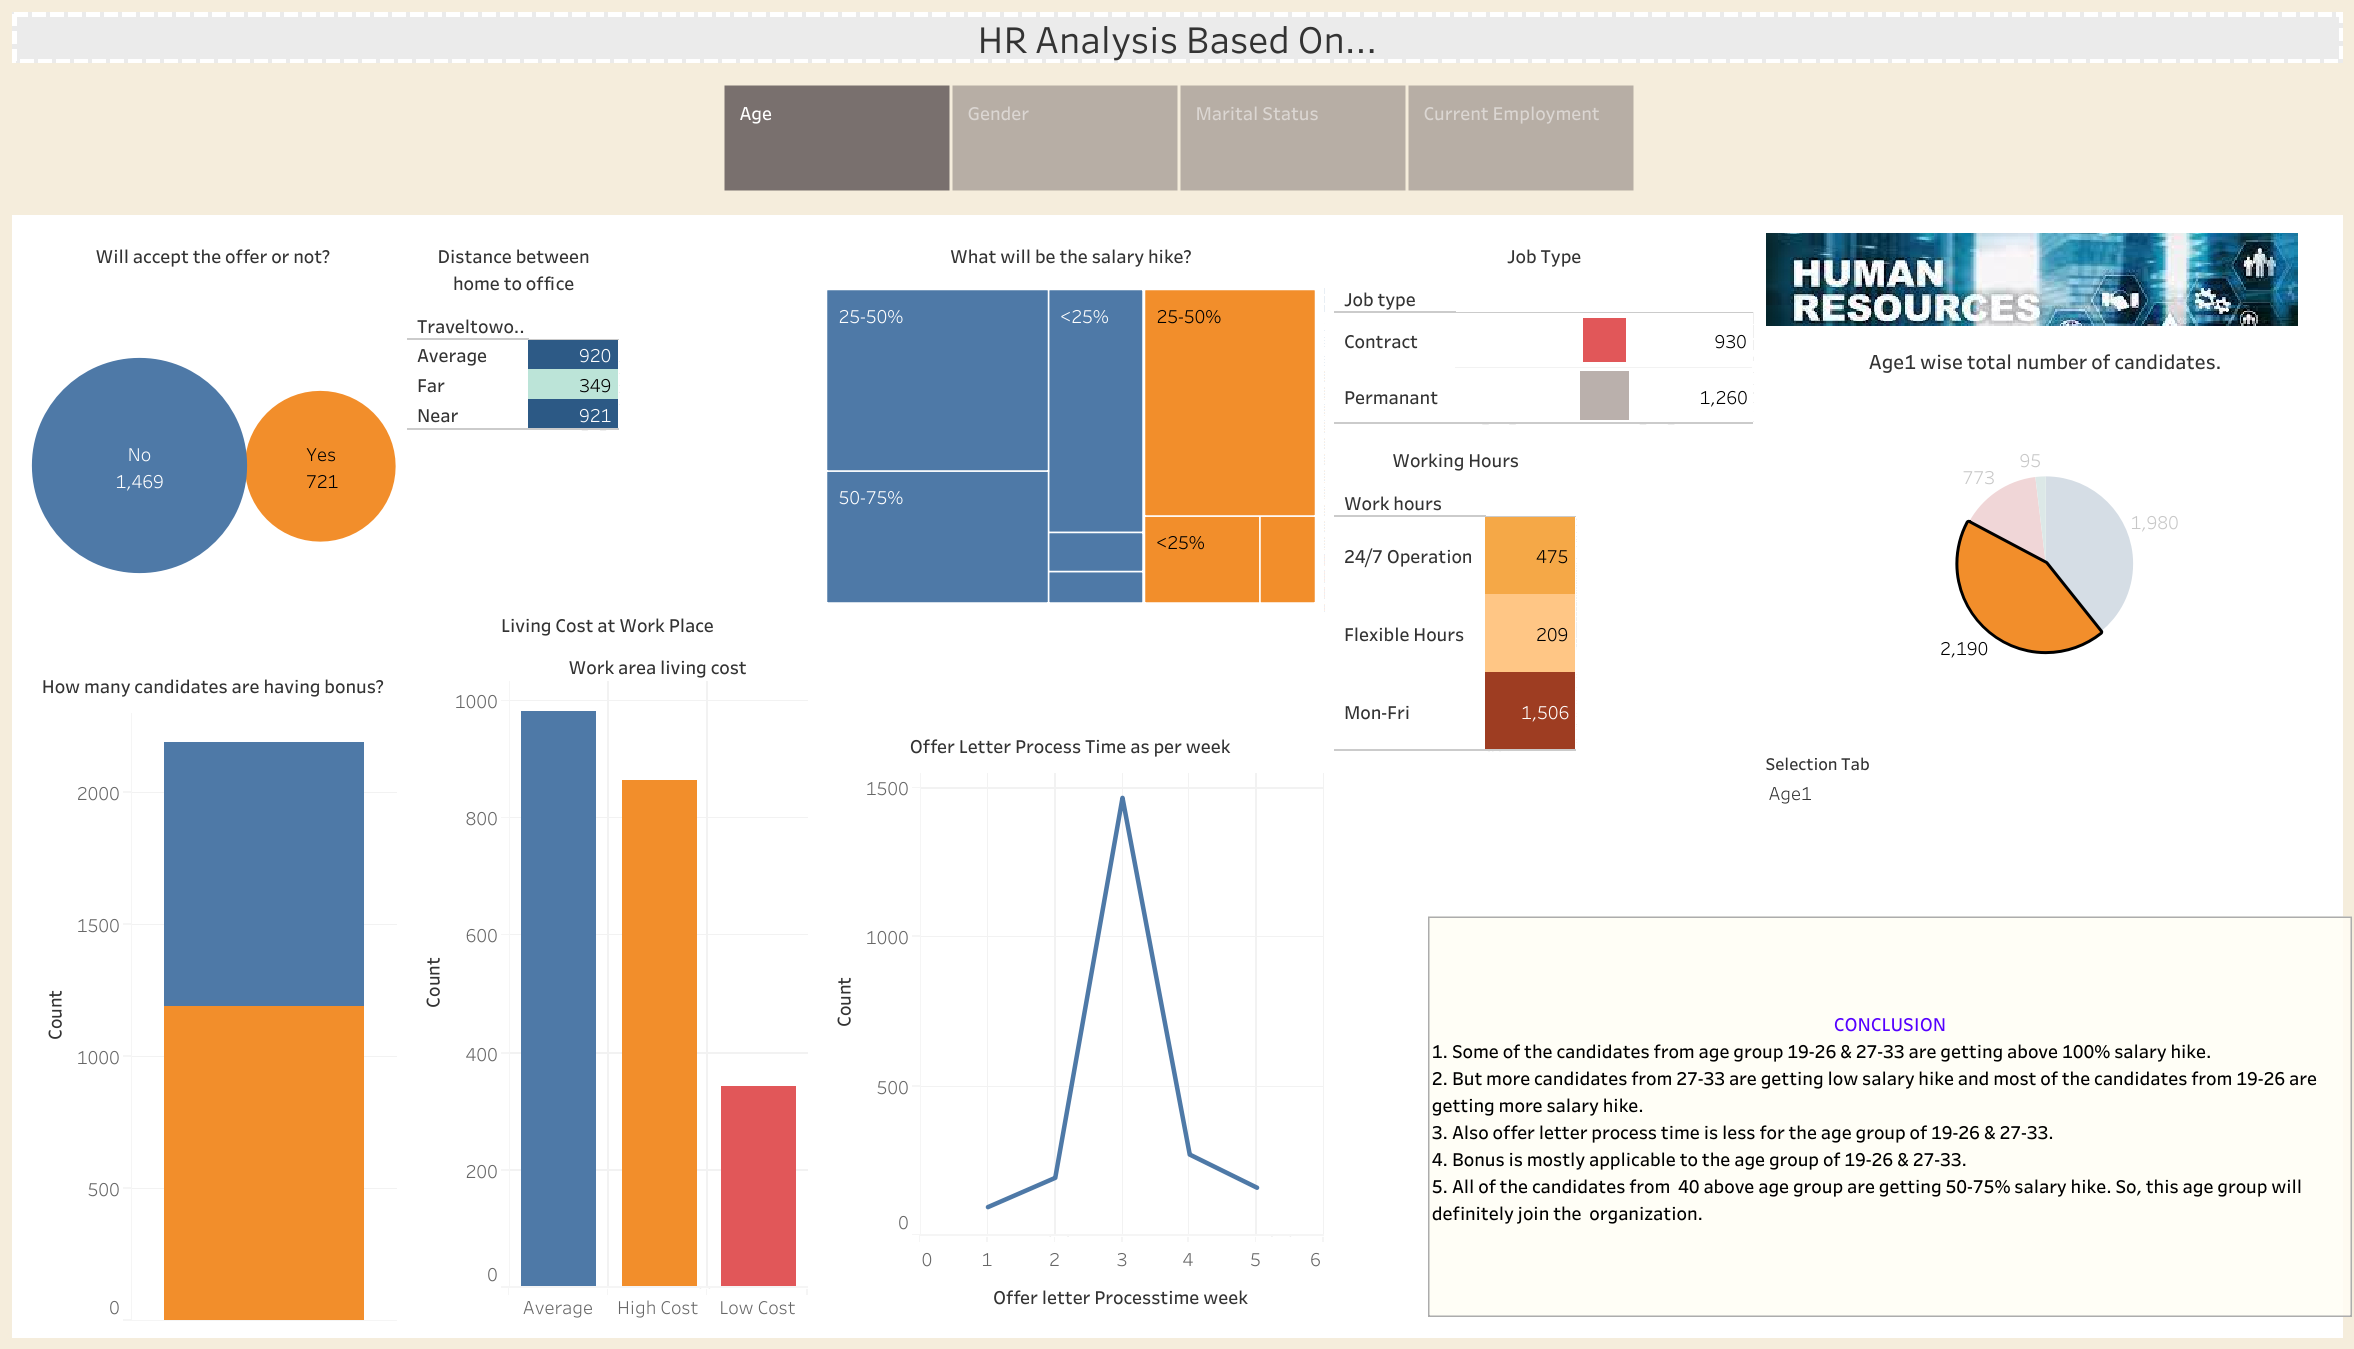 HR Analysis Based On...
Age
Gender
Marital Status
Current Employment
Will accept the offer or not?
No
1,469
Yes
721
Distance between
home to office
Traveltowo..
Average 920
Far 349
Near 921
What will be the salary hike?
25-50%
<25%
25-50%
50-75%
<25%
Job Type
Job type
Contract 930
Permanant 1,260
Working Hours
Work hours
24/7 Operation 475
Flexible Hours 209
Mon-Fri 1,506
HUMAN
RESOURCES
Age1 wise total number of candidates.
95
773
1,980
2,190
Selection Tab
Age1
How many candidates are having bonus?
Count
2000
1500
1000
500
0
Living Cost at Work Place
Work area living cost
Count
1000
800
600
400
200
0
Average High Cost Low Cost
Offer Letter Process Time as per week
Count
1500
1000
500
0
0 1 2 3 4 5 6
Offer letter Processtime week
CONCLUSION
1. Some of the candidates from age group 19-26 & 27-33 are getting above 100% salary hike.
2. But more candidates from 27-33 are getting low salary hike and most of the candidates from 19-26 are
getting more salary hike.
3. Also offer letter process time is less for the age group of 19-26 & 27-33.
4. Bonus is mostly applicable to the age group of 19-26 & 27-33.
5. All of the candidates from  40 above age group are getting 50-75% salary hike. So, this age group will
definitely join the  organization.